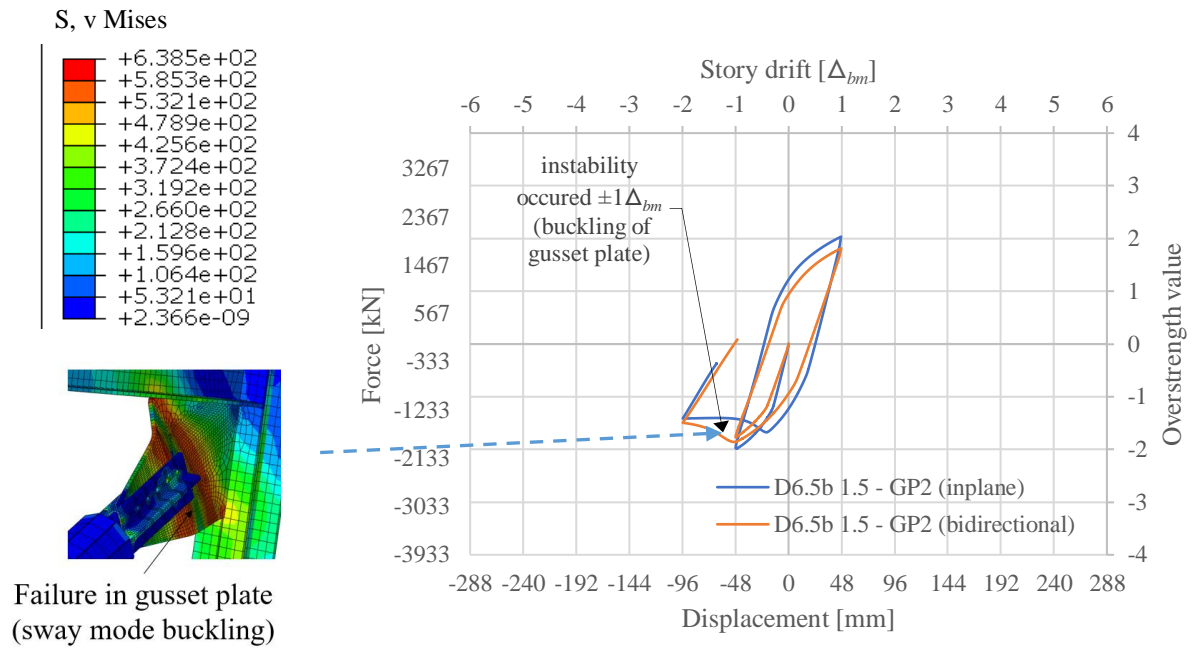 S, v Mises
+6.385e+02
+5.853e+02
+5.321e+02
+4.789e+02
+4.256e+02
+3.724e+02
+3.192e+02
+2.660e+02
+2.128e+02
+1.596e+02
+1.064e+02
+5.321e+01
+2.366e-09
Failure in gusset plate
(sway mode buckling)
Story drift [Δbm]
-6 -5 -4 -3 -2 -1 0 1 2 3 4 5 6
Force [kN]
3267
2367
1467
567
-333
-1233
-2133
-3033
-3933
instability
occured ±1Δbm
(buckling of
gusset plate)
D6.5b 1.5 - GP2 (inplane)
D6.5b 1.5 - GP2 (bidirectional)
4
3
2
1
0
-1
-2
-3
-4
Overstrength value
-288 -240 -192 -144 -96 -48 0 48 96 144 192 240 288
Displacement [mm]